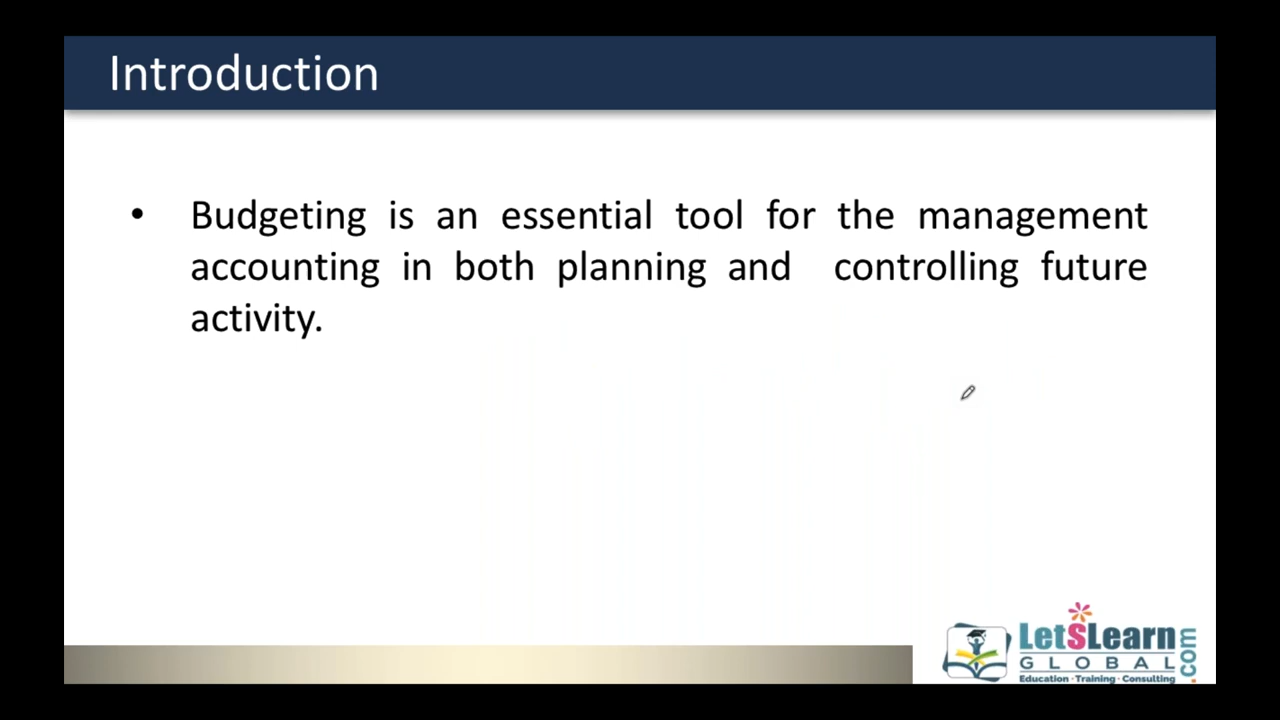 Introduction
• Budgeting is an essential tool for the management
accounting in both planning and controlling future
activity.
LetSLearn
GLOBAL
.com
Education · Training · Consulting